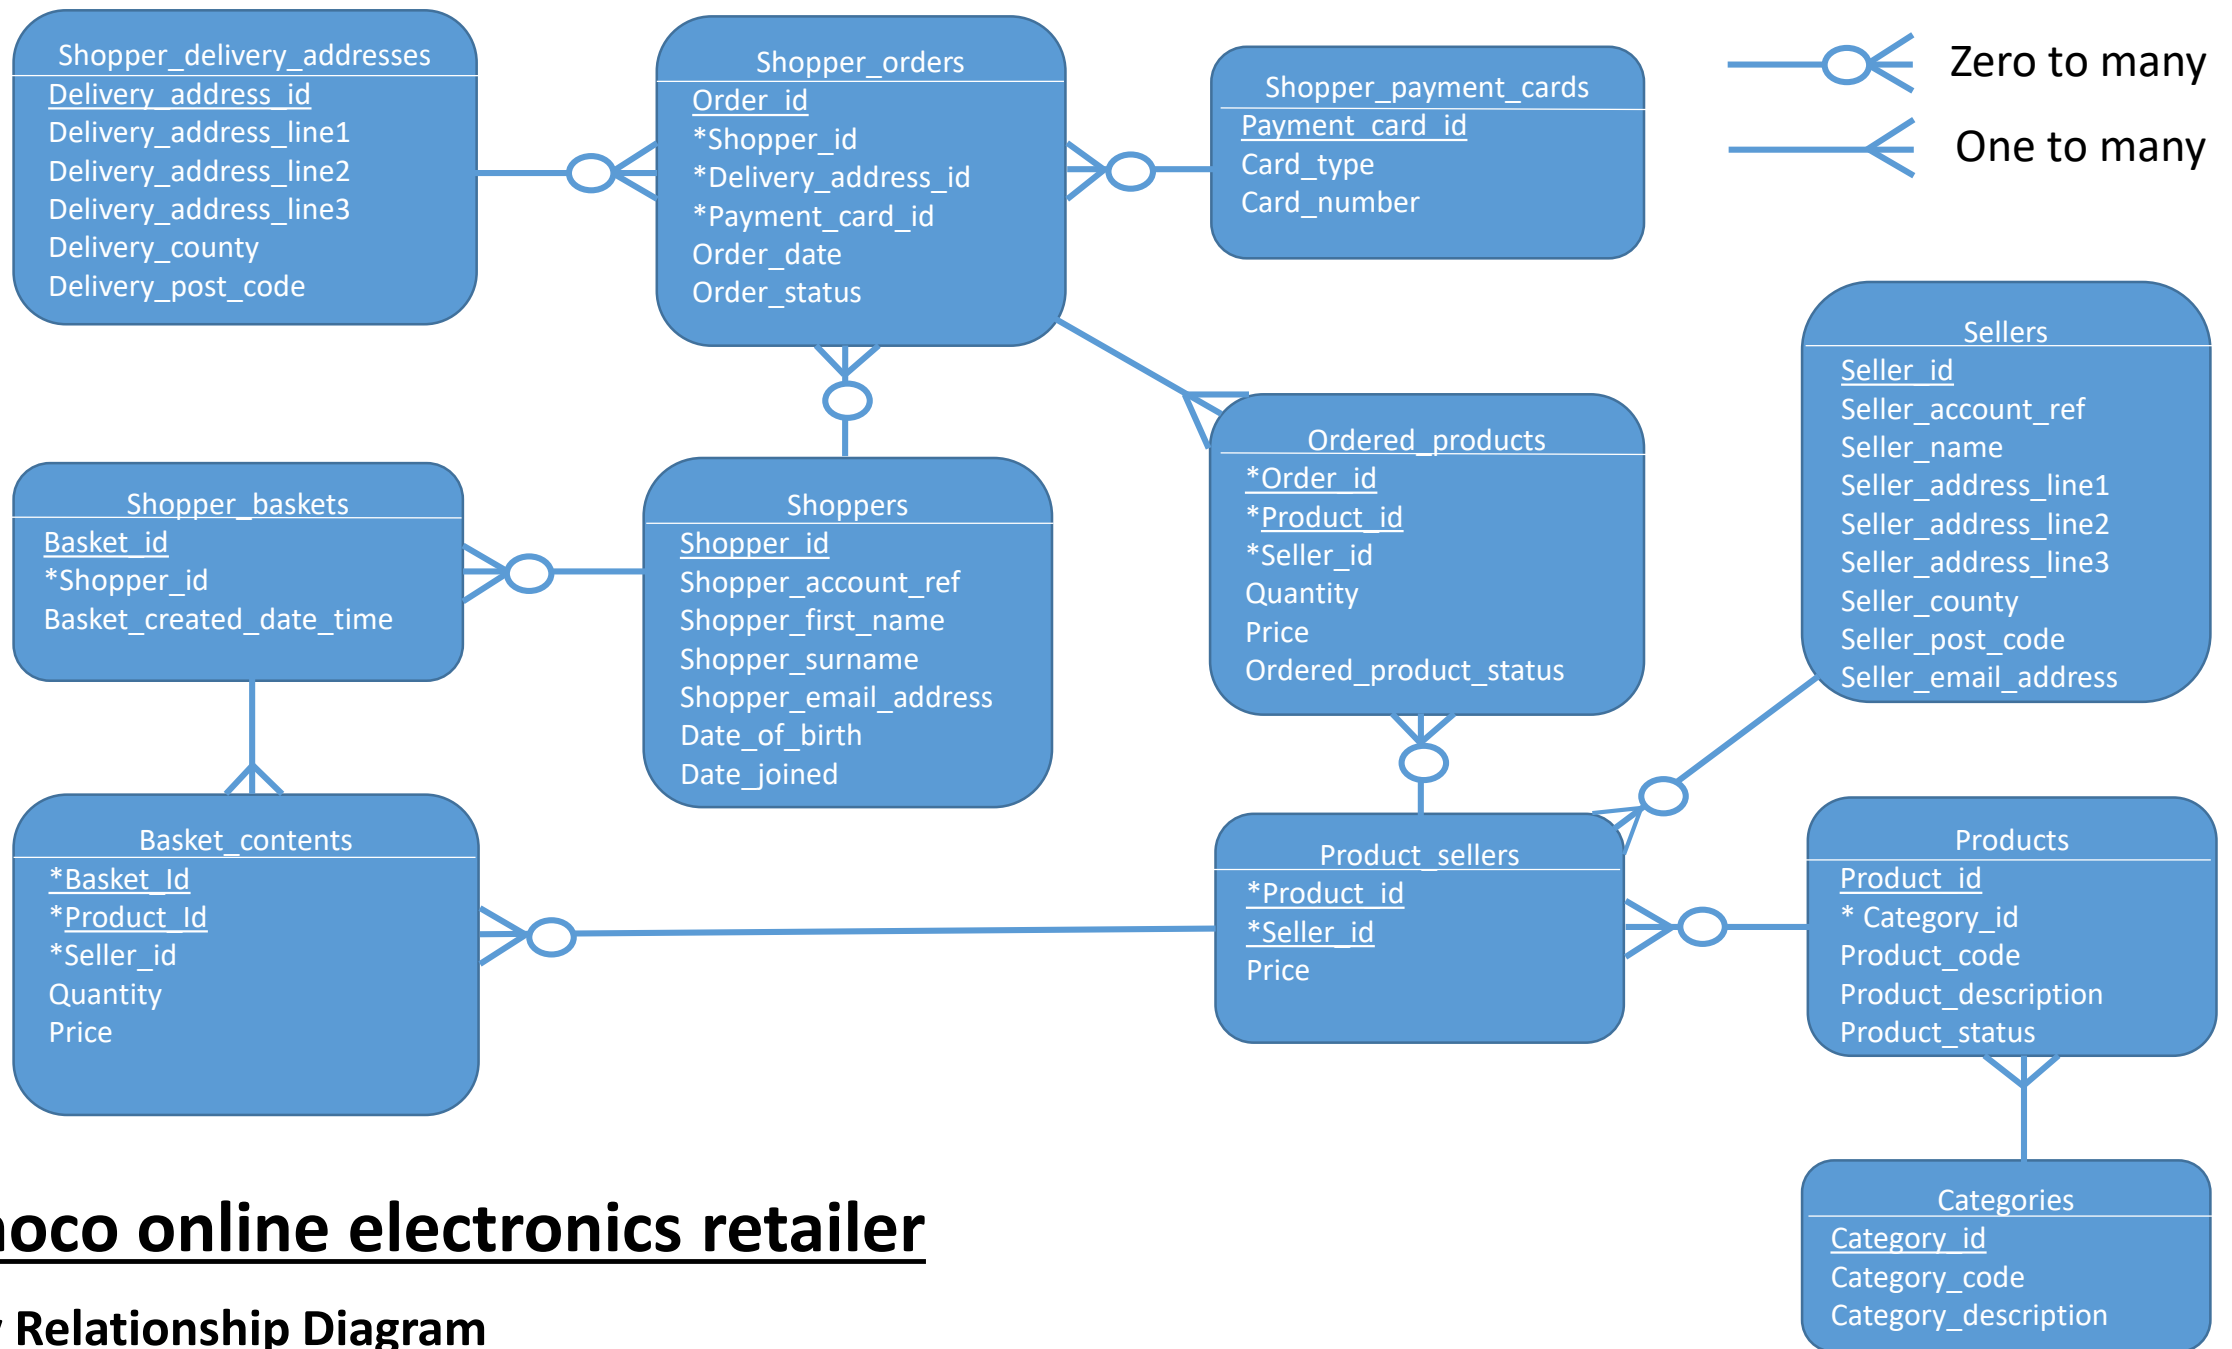 Shopper_delivery_addresses
Delivery_address_id
Delivery_address_line1
Delivery_address_line2
Delivery_address_line3
Delivery_county
Delivery_post_code
Shopper_orders
Order_id
*Shopper_id
*Delivery_address_id
*Payment_card_id
Order_date
Order_status
Shopper_payment_cards
Payment_card_id
Card_type
Card_number
Zero to many
One to many
Sellers
Seller_id
Seller_account_ref
Seller_name
Seller_address_line1
Seller_address_line2
Seller_address_line3
Seller_county
Seller_post_code
Seller_email_address
Shopper_baskets
Basket_id
*Shopper_id
Basket_created_date_time
Shoppers
Shopper_id
Shopper_account_ref
Shopper_first_name
Shopper_surname
Shopper_email_address
Date_of_birth
Date_joined
Ordered_products
*Order_id
*Product_id
*Seller_id
Quantity
Price
Ordered_product_status
Basket_contents
*Basket_Id
*Product_Id
*Seller_id
Quantity
Price
Product_sellers
*Product_id
*Seller_id
Price
Products
Product_id
* Category_id
Product_code
Product_description
Product_status
Categories
Category_id
Category_code
Category_description
online electronics retailer
Relationship Diagram